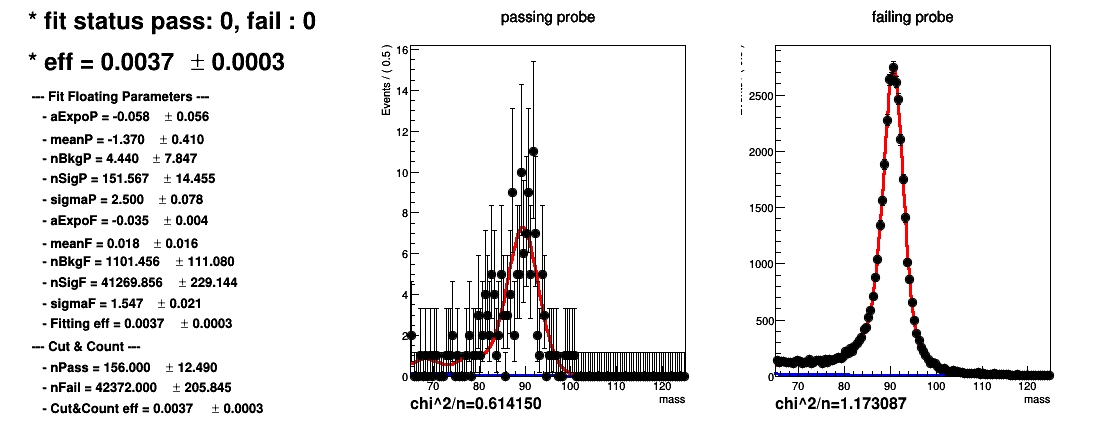 * fit status pass: 0, fail : 0
* eff = 0.0037 ± 0.0003
--- Fit Floating Parameters ---
- aExpoP = -0.058 ± 0.056
- meanP = -1.370 ± 0.410
- nBkgP = 4.440 ± 7.847
- nSigP = 151.567 ± 14.455
- sigmaP = 2.500 ± 0.078
- aExpoF = -0.035 ± 0.004
- meanF = 0.018 ± 0.016
- nBkgF = 1101.456 ± 111.080
- nSigF = 41269.856 ± 229.144
- sigmaF = 1.547 ± 0.021
- Fitting eff = 0.0037 ± 0.0003
--- Cut & Count ---
- nPass = 156.000 ± 12.490
- nFail = 42372.000 ± 205.845
- Cut&Count eff = 0.0037 ± 0.0003
passing probe
Events / ( 0.5 )
16
14
12
10
8
6
4
2
0
70 80 90 100 110 120
mass
chi^2/n=0.614150
failing probe
2500
2000
1500
1000
500
0
70 80 90 100 110 120
mass
chi^2/n=1.173087